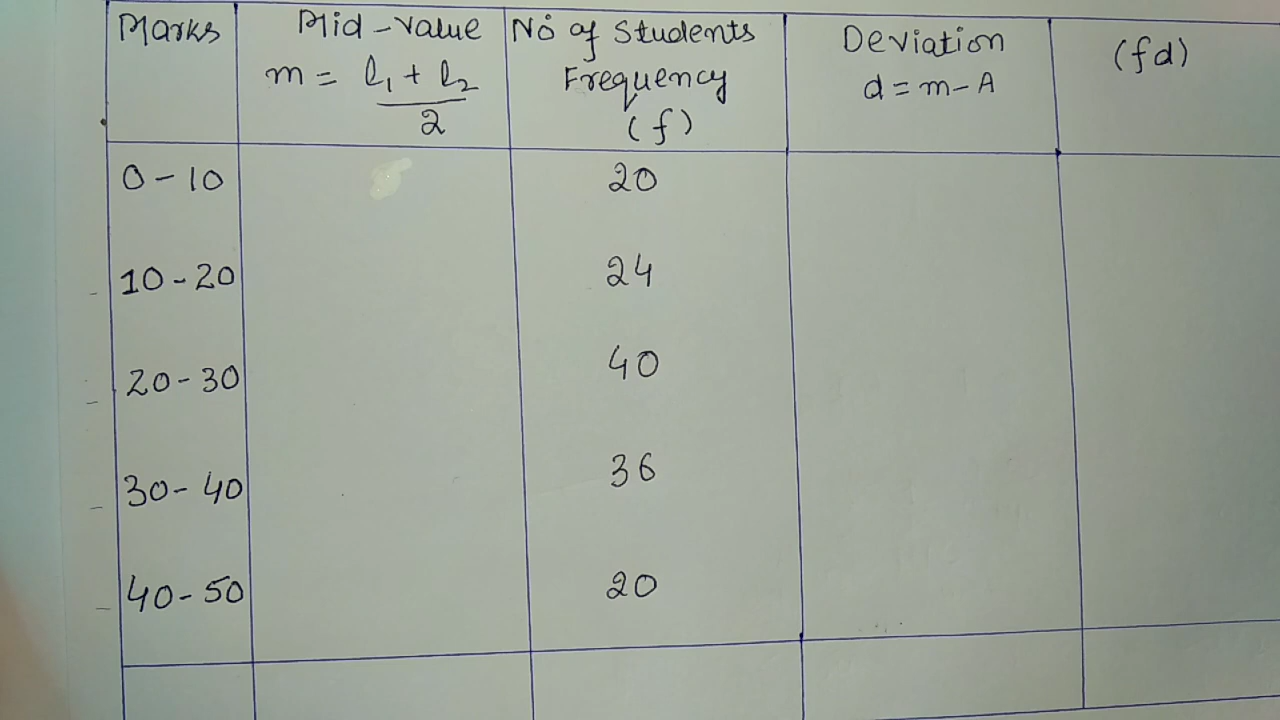 Marks | Mid-Value m = l₁ + l₂ / 2 | No of Students Frequency (f) | Deviation d = m - A | (fd)
0-10 | 20
10-20 | 24
20-30 | 40
30-40 | 36
40-50 | 20